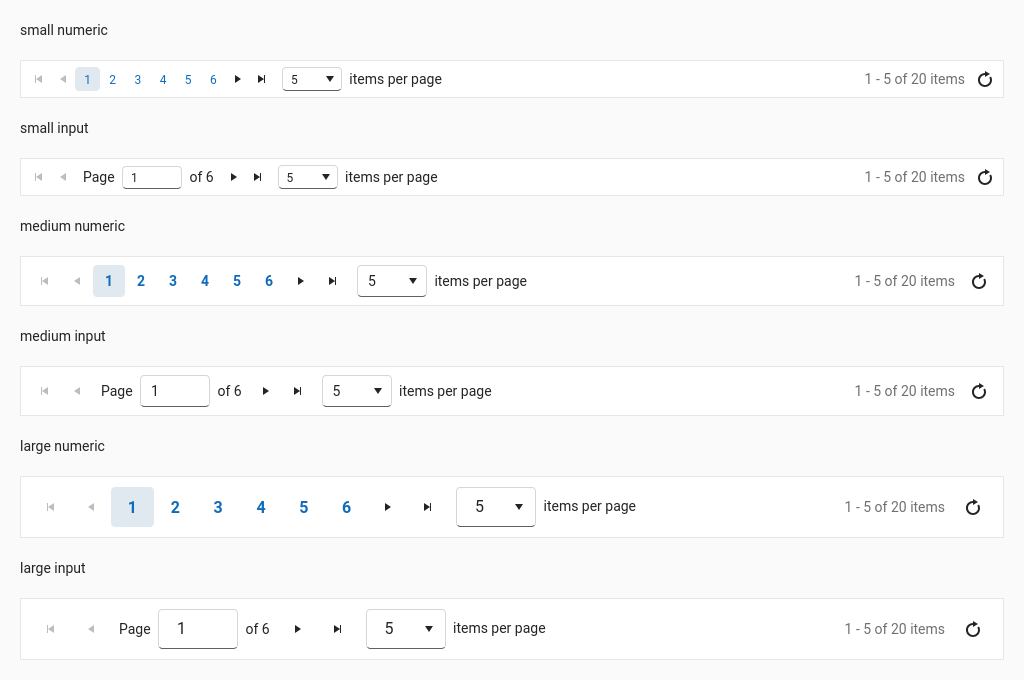 small numeric
1 2 3 4 5 6 5 items per page 1 - 5 of 20 items
small input
Page 1 of 6 5 items per page 1 - 5 of 20 items
medium numeric
1 2 3 4 5 6 5 items per page 1 - 5 of 20 items
medium input
Page 1 of 6 5 items per page 1 - 5 of 20 items
large numeric
1 2 3 4 5 6 5 items per page 1 - 5 of 20 items
large input
Page 1 of 6 5 items per page 1 - 5 of 20 items